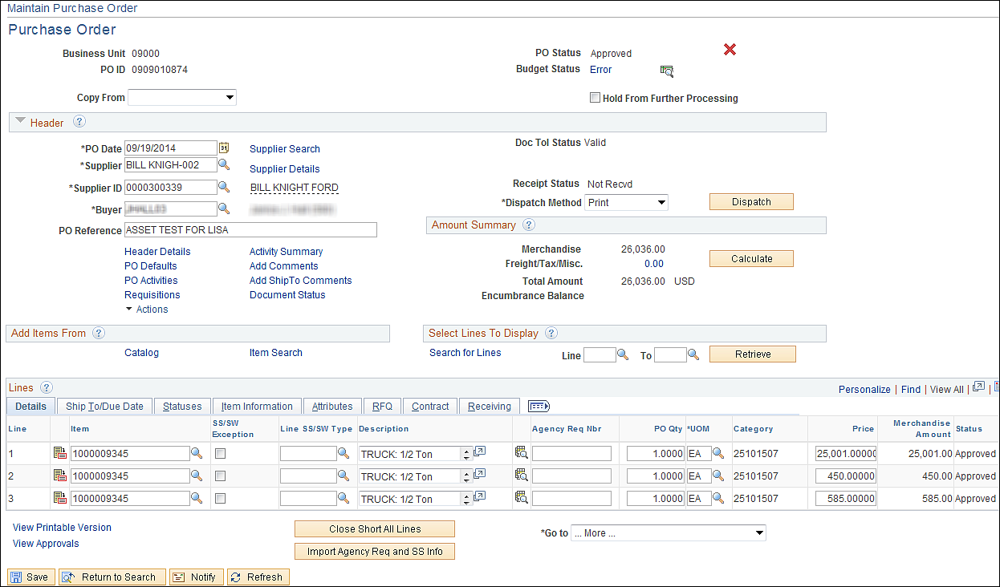 Maintain Purchase Order
Purchase Order
Business Unit 09000
PO Status Approved
PO ID 0909010874
Budget Status Error
Copy From
Hold From Further Processing
Header ?
*PO Date 09/19/2014 31 Supplier Search
Doc Tol Status Valid
*Supplier BILL KNIGH-002 Supplier Details
*Supplier ID 0000300339 BILL KNIGHT FORD
Receipt Status Not Recvd
*Buyer
*Dispatch Method Print Dispatch
PO Reference ASSET TEST FOR LISA
Amount Summary ?
Header Details Activity Summary
Merchandise 26,036.00
PO Defaults Add Comments
Freight/Tax/Misc. 0.00 Calculate
PO Activities Add ShipTo Comments
Total Amount 26,036.00 USD
Requisitions Document Status
Encumbrance Balance
Actions
Add Items From ?
Select Lines To Display ?
Catalog Item Search
Search for Lines Line To Retrieve
Lines ?
Personalize | Find | View All | |
Details Ship To/Due Date Statuses Item Information Attributes RFQ Contract Receiving
Line Item SS/SW Exception Line SS/SW Type Description Agency Req Nbr PO Qty *UOM Category Price Merchandise Amount Status
1 1000009345 TRUCK: 1/2 Ton 1.0000 EA 25101507 25,001.00000 25,001.00 Approved
2 1000009345 TRUCK: 1/2 Ton 1.0000 EA 25101507 450.00000 450.00 Approved
3 1000009345 TRUCK: 1/2 Ton 1.0000 EA 25101507 585.00000 585.00 Approved
View Printable Version
Close Short All Lines
*Go to ... More ...
View Approvals
Import Agency Req and SS Info
Save Return to Search Notify Refresh